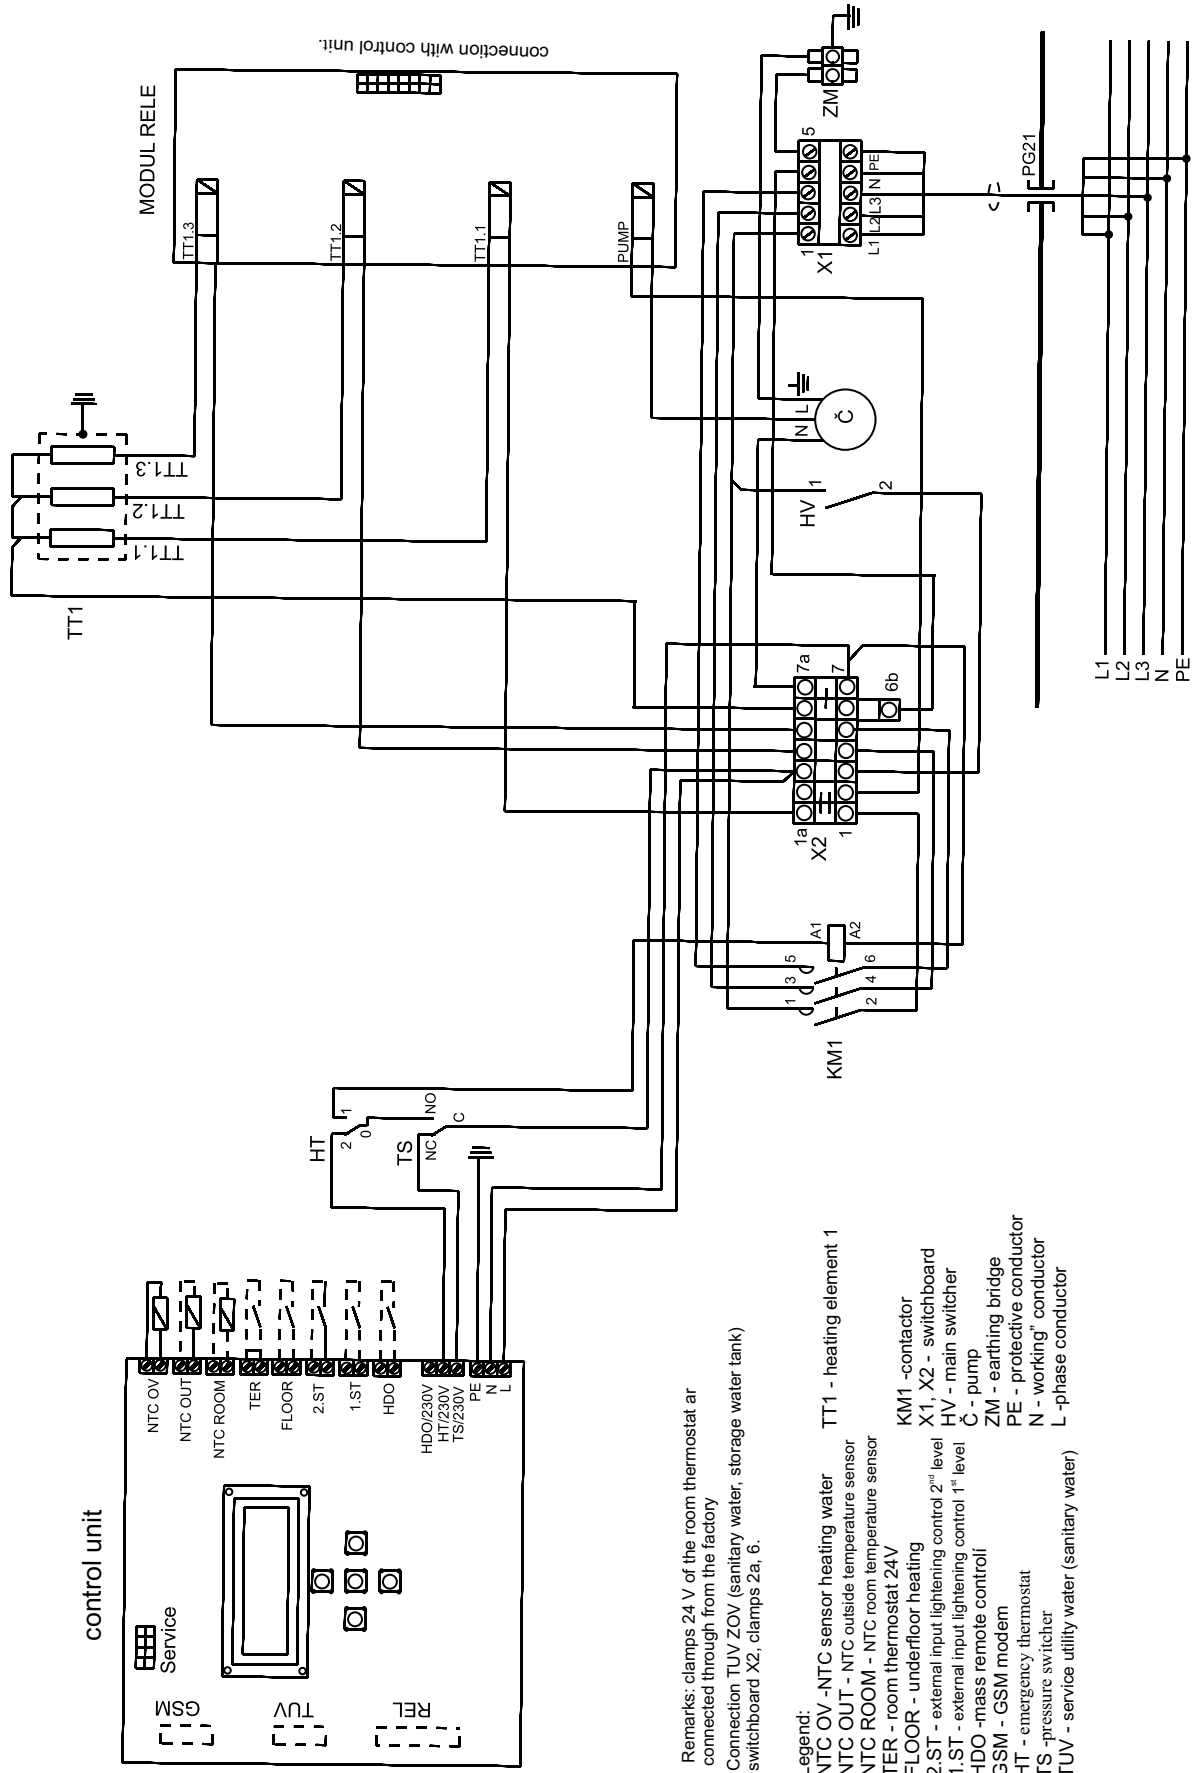 control unit
Service
GSM
TUV
REL
NTC OV
NTC OUT
NTC ROOM
TER
FLOOR
2.ST
1.ST
HDO
HDO/230V
HT/230V
TS/230V
PE
N
L
HT
2
1
0
TS
NC
NO
C
KM1
1
3
5
2
4
6
A1
A2
X2
1a
7a
1
7
6b
HV
1
2
N
L
Č
TT1
TT1.1
TT1.2
TT1.3
MODUL RELE
TT1.3
TT1.2
TT1.1
PUMP
connection with control unit.
X1
1
5
L1
L2
L3
N
PE
ZM
PG21
L1
L2
L3
N
PE
Remarks: clamps 24 V of the room thermostat ar
connected through from the factory
Connection TUV ZOV (sanitary water, storage water tank)
switchboard X2, clamps 2a, 6.
egend:
NTC OV -NTC sensor heating water
NTC OUT - NTC outside temperature sensor
NTC ROOM - NTC room temperature sensor
TER - room thermostat 24V
FLOOR - underfloor heating
2.ST - external input lightening control 2nd level
1.ST - external input lightening control 1st level
HDO -mass remote controlí
GSM - GSM modem
HT - emergency thermostat
TS -pressure switcher
TUV - service utility water (sanitary water)
TT1 - heating element 1
KM1 -contactor
X1, X2 - switchboard
HV - main switcher
Č - pump
ZM - earthing bridge
PE - protective conductor
N - working” conductor
L -phase conductor